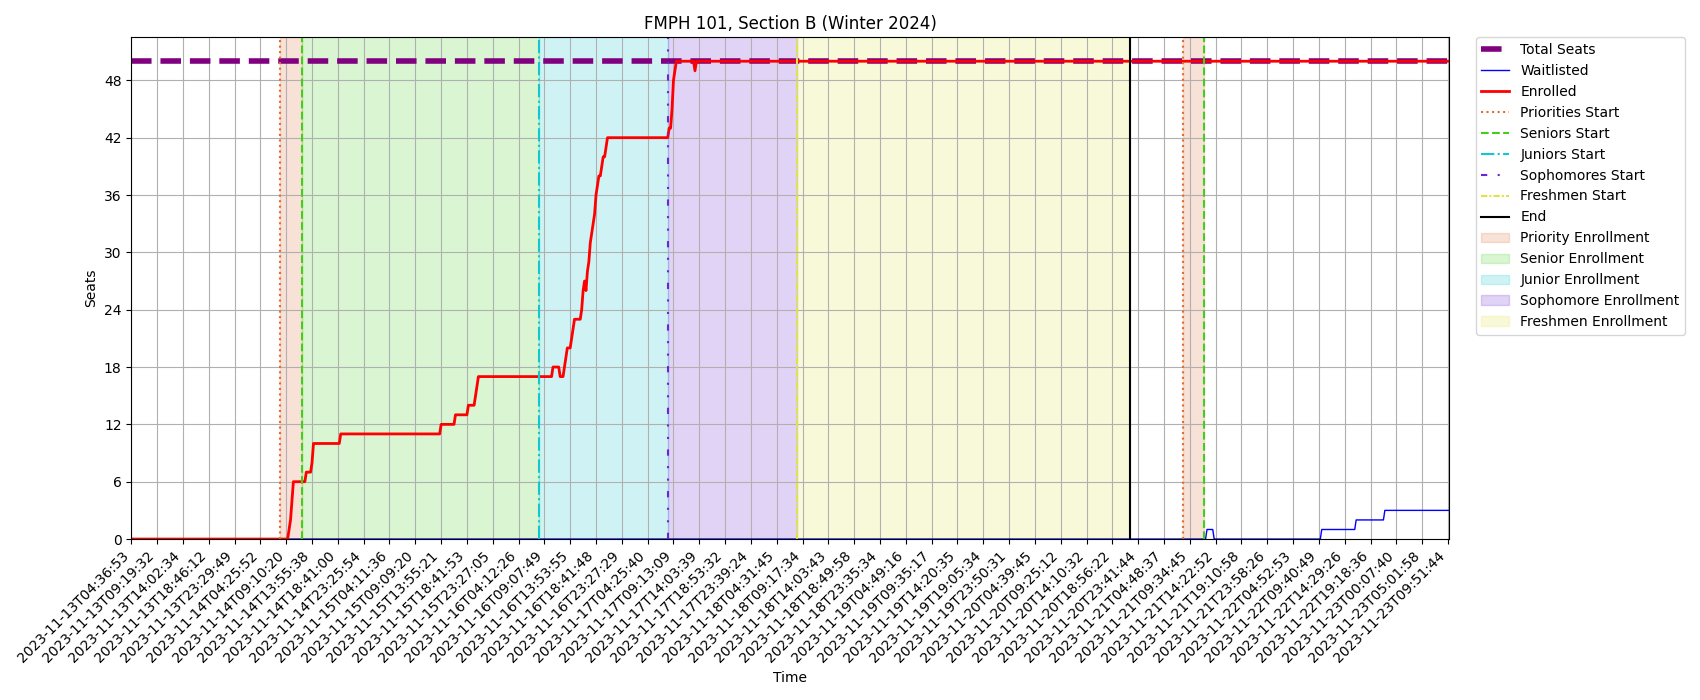 FMPH 101, Section B (Winter 2024)
Seats
48
42
36
30
24
18
12
6
0
2023-11-13T04:36:53
2023-11-13T09:19:32
2023-11-13T14:02:34
2023-11-13T18:46:12
2023-11-13T23:29:49
2023-11-14T04:25:52
2023-11-14T09:10:20
2023-11-14T13:55:38
2023-11-14T18:41:00
2023-11-14T23:25:54
2023-11-15T04:11:36
2023-11-15T09:09:20
2023-11-15T13:55:21
2023-11-15T18:41:53
2023-11-15T23:27:05
2023-11-16T04:12:26
2023-11-16T09:07:49
2023-11-16T13:53:55
2023-11-16T18:41:48
2023-11-16T23:27:29
2023-11-17T04:25:40
2023-11-17T09:13:09
2023-11-17T14:03:39
2023-11-17T18:53:32
2023-11-17T23:39:24
2023-11-18T04:31:45
2023-11-18T09:17:34
2023-11-18T14:03:43
2023-11-18T18:49:58
2023-11-18T23:35:34
2023-11-19T04:49:16
2023-11-19T09:35:17
2023-11-19T14:20:35
2023-11-19T19:05:34
2023-11-19T23:50:31
2023-11-20T04:39:45
2023-11-20T09:25:12
2023-11-20T14:10:32
2023-11-20T18:56:22
2023-11-20T23:41:44
2023-11-21T04:48:37
2023-11-21T09:34:45
2023-11-21T14:22:52
2023-11-21T19:10:58
2023-11-21T23:58:26
2023-11-22T04:52:53
2023-11-22T09:40:49
2023-11-22T14:29:26
2023-11-22T19:18:36
2023-11-23T00:07:40
2023-11-23T05:01:58
2023-11-23T09:51:44
Time
Total Seats
Waitlisted
Enrolled
Priorities Start
Seniors Start
Juniors Start
Sophomores Start
Freshmen Start
End
Priority Enrollment
Senior Enrollment
Junior Enrollment
Sophomore Enrollment
Freshmen Enrollment